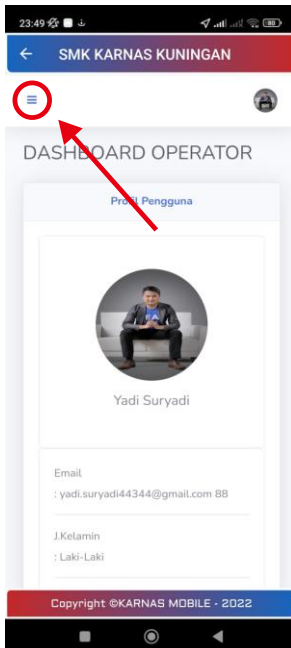 23:49
80
SMK KARNAS KUNINGAN
DASHBOARD OPERATOR
Profil Pengguna
Yadi Suryadi
Email
: yadi.suryadi44344@gmail.com 88
J.Kelamin
: Laki-Laki
Copyright ©KARNAS MOBILE - 2022